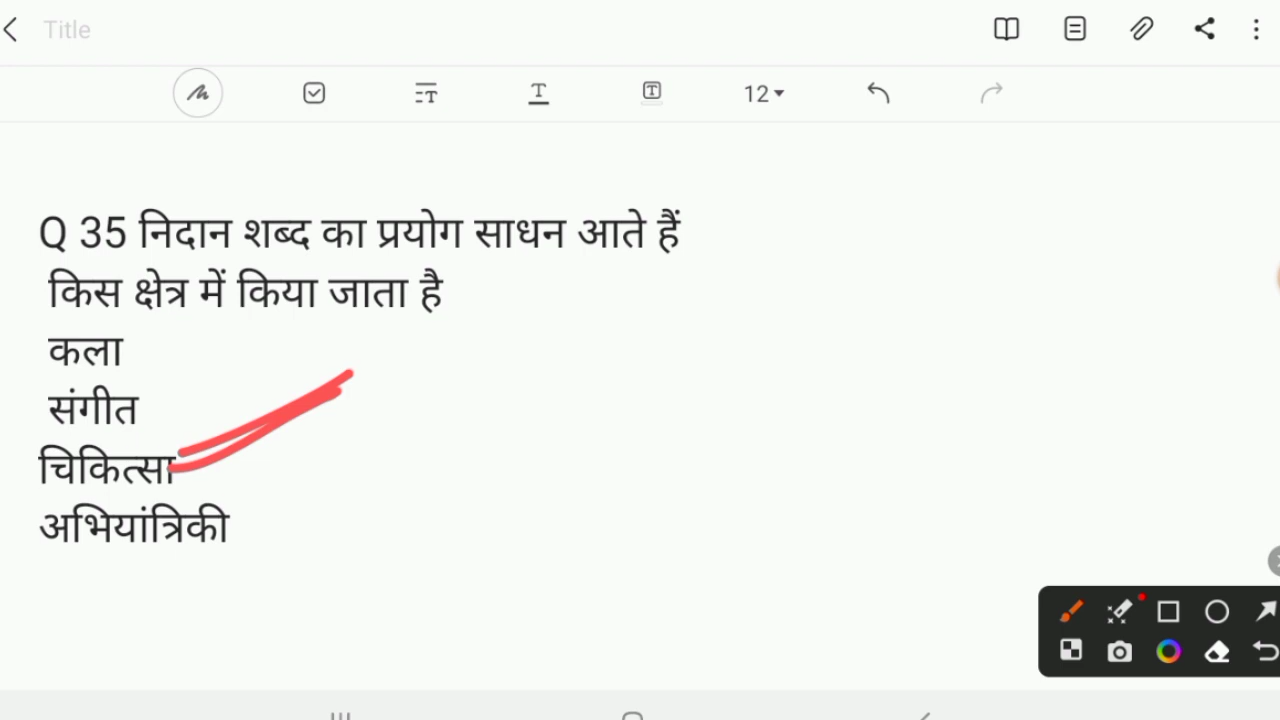 Title
12
Q 35 निदान शब्द का प्रयोग साधन आते हैं
किस क्षेत्र में किया जाता है
कला
संगीत
चिकित्सा
अभियांत्रिकी